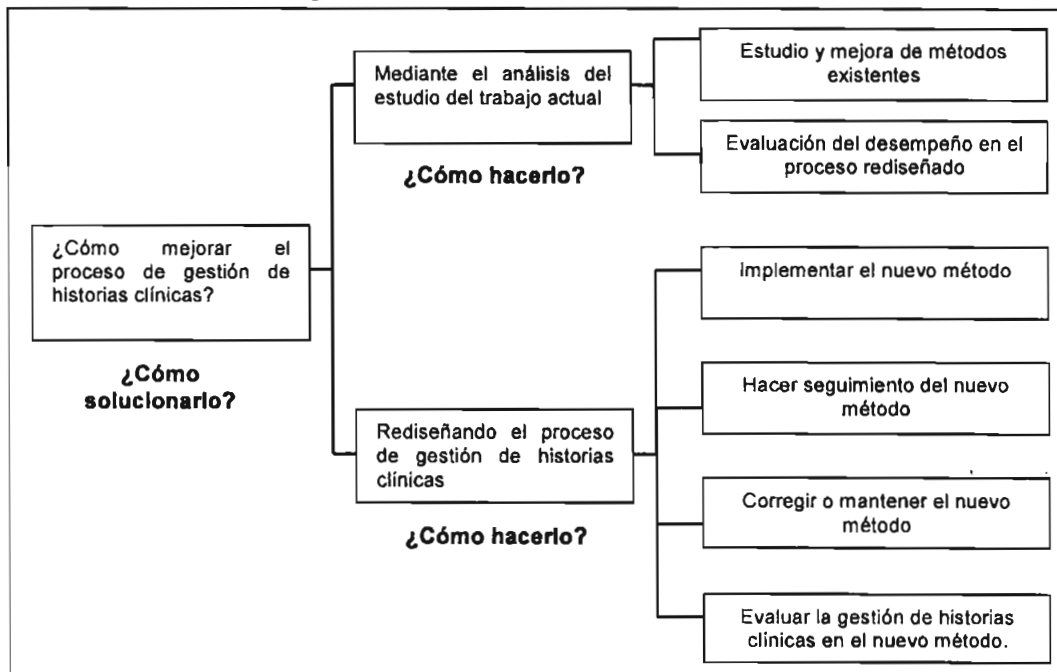 ¿Cómo mejorar el
proceso de gestión de
historias clínicas?
¿Cómo
solucionarlo?
Mediante el análisis del
estudio del trabajo actual
¿Cómo hacerlo?
Estudio y mejora de métodos
existentes
Evaluación del desempeño en el
proceso rediseñado
Rediseñando el proceso
de gestión de historias
clínicas
¿Cómo hacerlo?
Implementar el nuevo método
Hacer seguimiento del nuevo
método
Corregir o mantener el nuevo
método
Evaluar la gestión de historias
clínicas en el nuevo método.